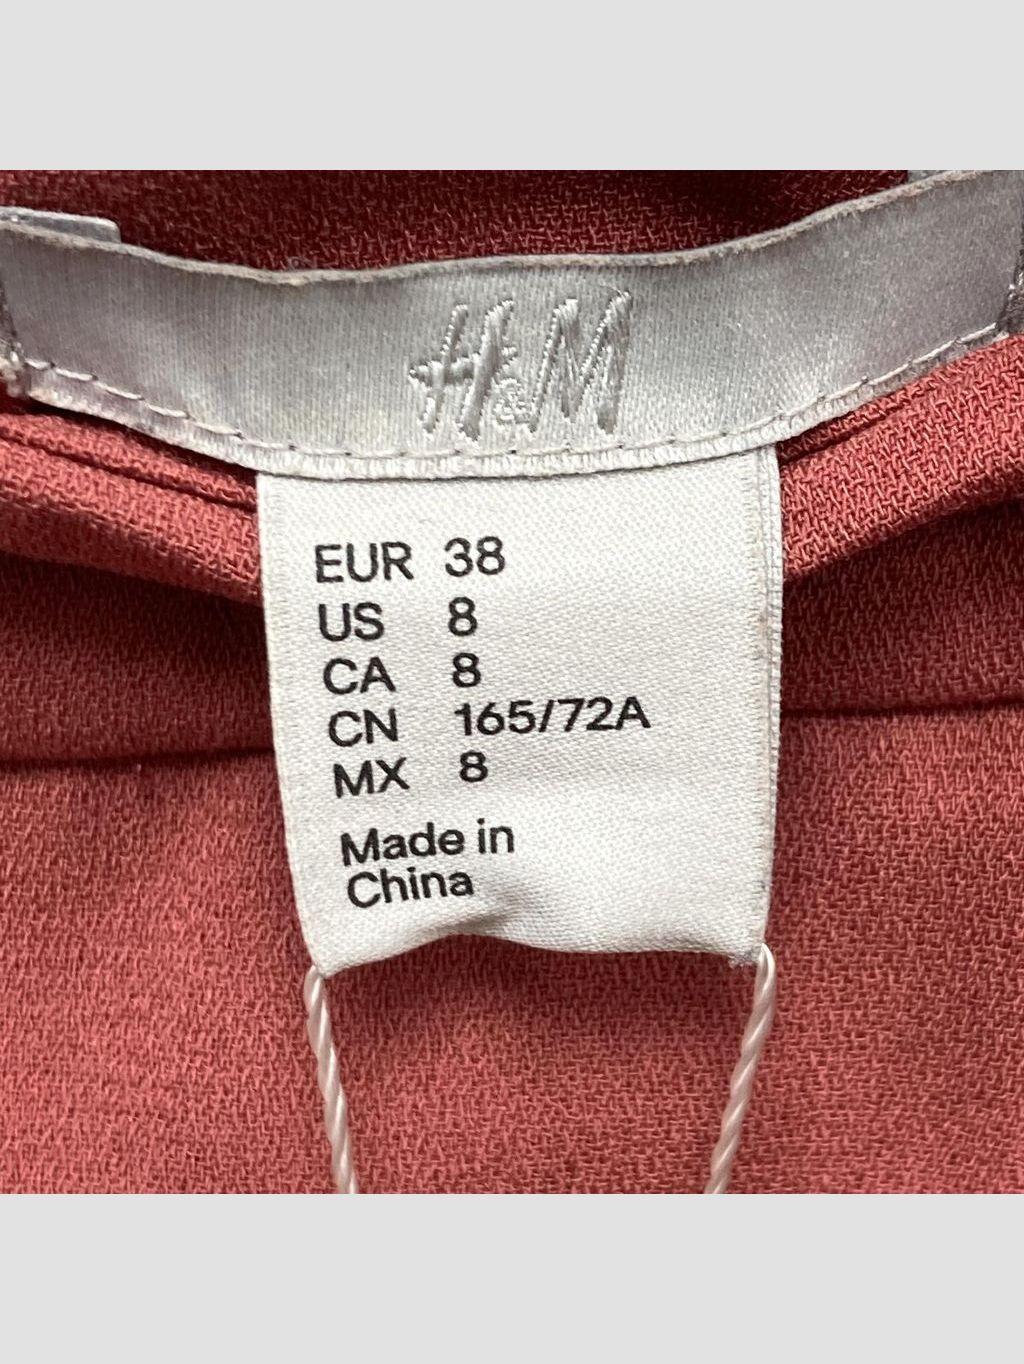 H&M
EUR 38
US 8
CA 8
CN 165/72A
MX 8
Made in
China